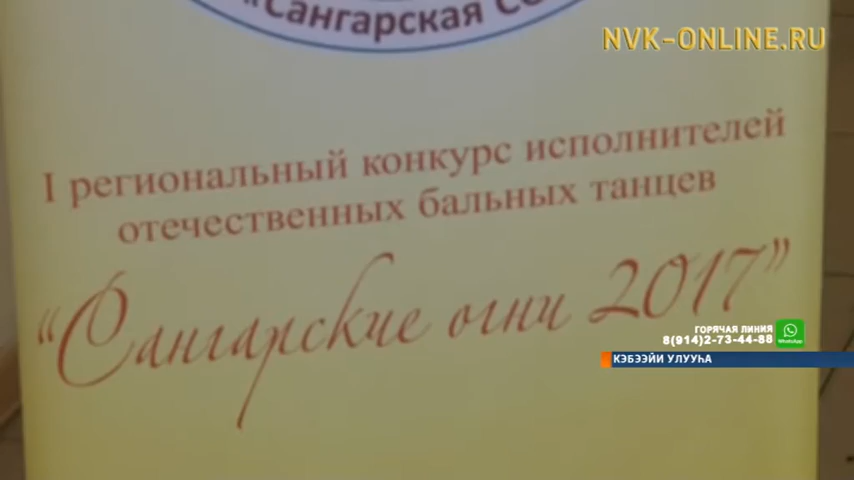 «Сангарская
NVK-ONLINE.RU
I региональный конкурс исполнителей
отечественных бальных танцев
“Сангарские огни 2017”
ГОРЯЧАЯ ЛИНИЯ
8(914)2-73-44-88
WhatsApp
КЭБЭЭЙИ УЛУУҺА